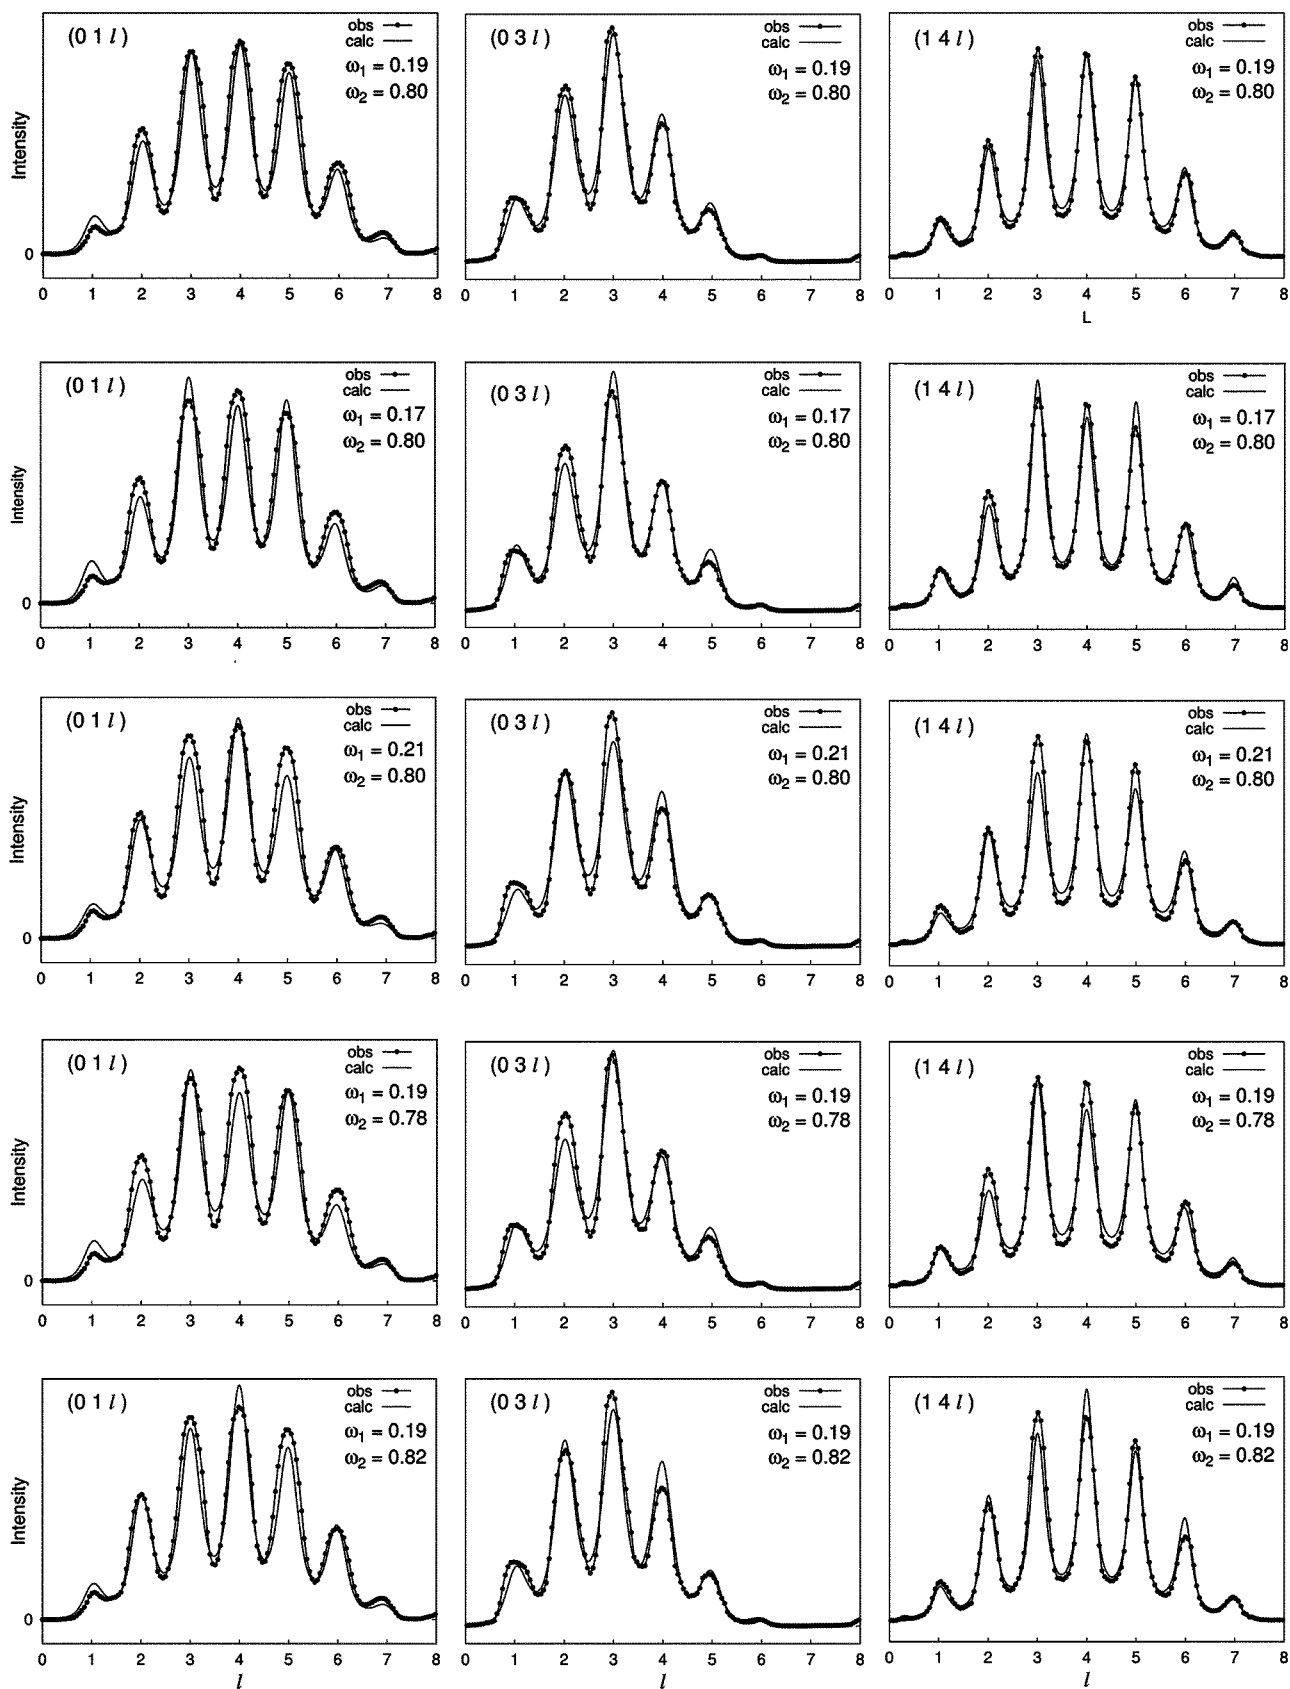 (0 1 l)
obs
calc
ω1 = 0.19
ω2 = 0.80
Intensity
0
0 1 2 3 4 5 6 7 8
(0 3 l)
obs
calc
ω1 = 0.19
ω2 = 0.80
0 1 2 3 4 5 6 7 8
(1 4 l)
obs
calc
ω1 = 0.19
ω2 = 0.80
0 1 2 3 4 5 6 7 8
L
(0 1 l)
obs
calc
ω1 = 0.17
ω2 = 0.80
Intensity
0
0 1 2 3 4 5 6 7 8
(0 3 l)
obs
calc
ω1 = 0.17
ω2 = 0.80
0 1 2 3 4 5 6 7 8
(1 4 l)
obs
calc
ω1 = 0.17
ω2 = 0.80
0 1 2 3 4 5 6 7 8
(0 1 l)
obs
calc
ω1 = 0.21
ω2 = 0.80
Intensity
0
0 1 2 3 4 5 6 7 8
(0 3 l)
obs
calc
ω1 = 0.21
ω2 = 0.80
0 1 2 3 4 5 6 7 8
(1 4 l)
obs
calc
ω1 = 0.21
ω2 = 0.80
0 1 2 3 4 5 6 7 8
(0 1 l)
obs
calc
ω1 = 0.19
ω2 = 0.78
Intensity
0
0 1 2 3 4 5 6 7 8
(0 3 l)
obs
calc
ω1 = 0.19
ω2 = 0.78
0 1 2 3 4 5 6 7 8
(1 4 l)
obs
calc
ω1 = 0.19
ω2 = 0.78
0 1 2 3 4 5 6 7 8
(0 1 l)
obs
calc
ω1 = 0.19
ω2 = 0.82
Intensity
0
0 1 2 3 4 5 6 7 8
l
(0 3 l)
obs
calc
ω1 = 0.19
ω2 = 0.82
0 1 2 3 4 5 6 7 8
l
(1 4 l)
obs
calc
ω1 = 0.19
ω2 = 0.82
0 1 2 3 4 5 6 7 8
l